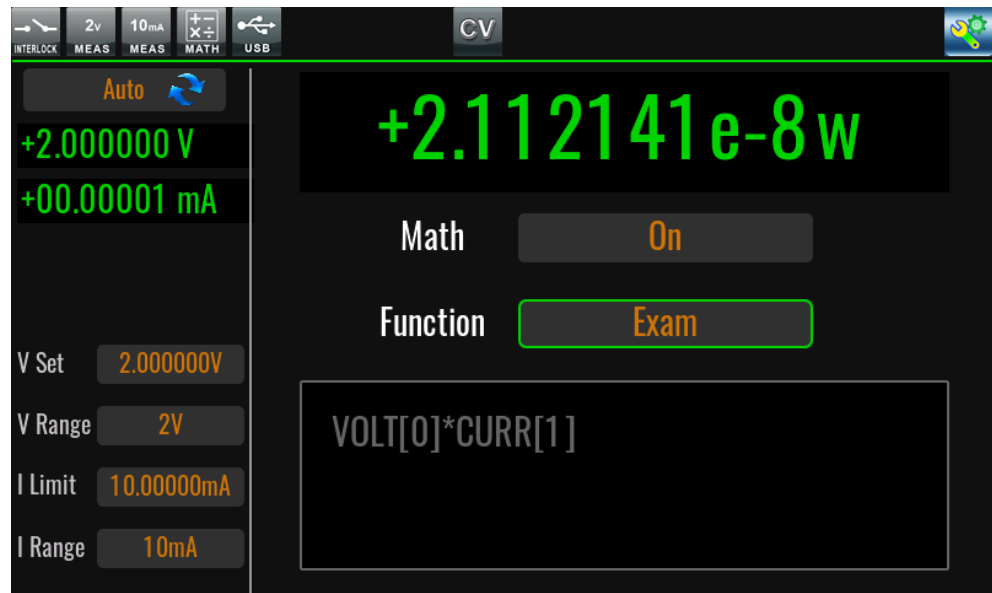 INTERLOCK 2V MEAS 10mA MEAS MATH USB CV
Auto
+2.000000 V
+00.00001 mA
+2.112141e-8 w
Math On
Function Exam
V Set 2.000000V
V Range 2V
I Limit 10.00000mA
I Range 10mA
VOLT[0]*CURR[1]